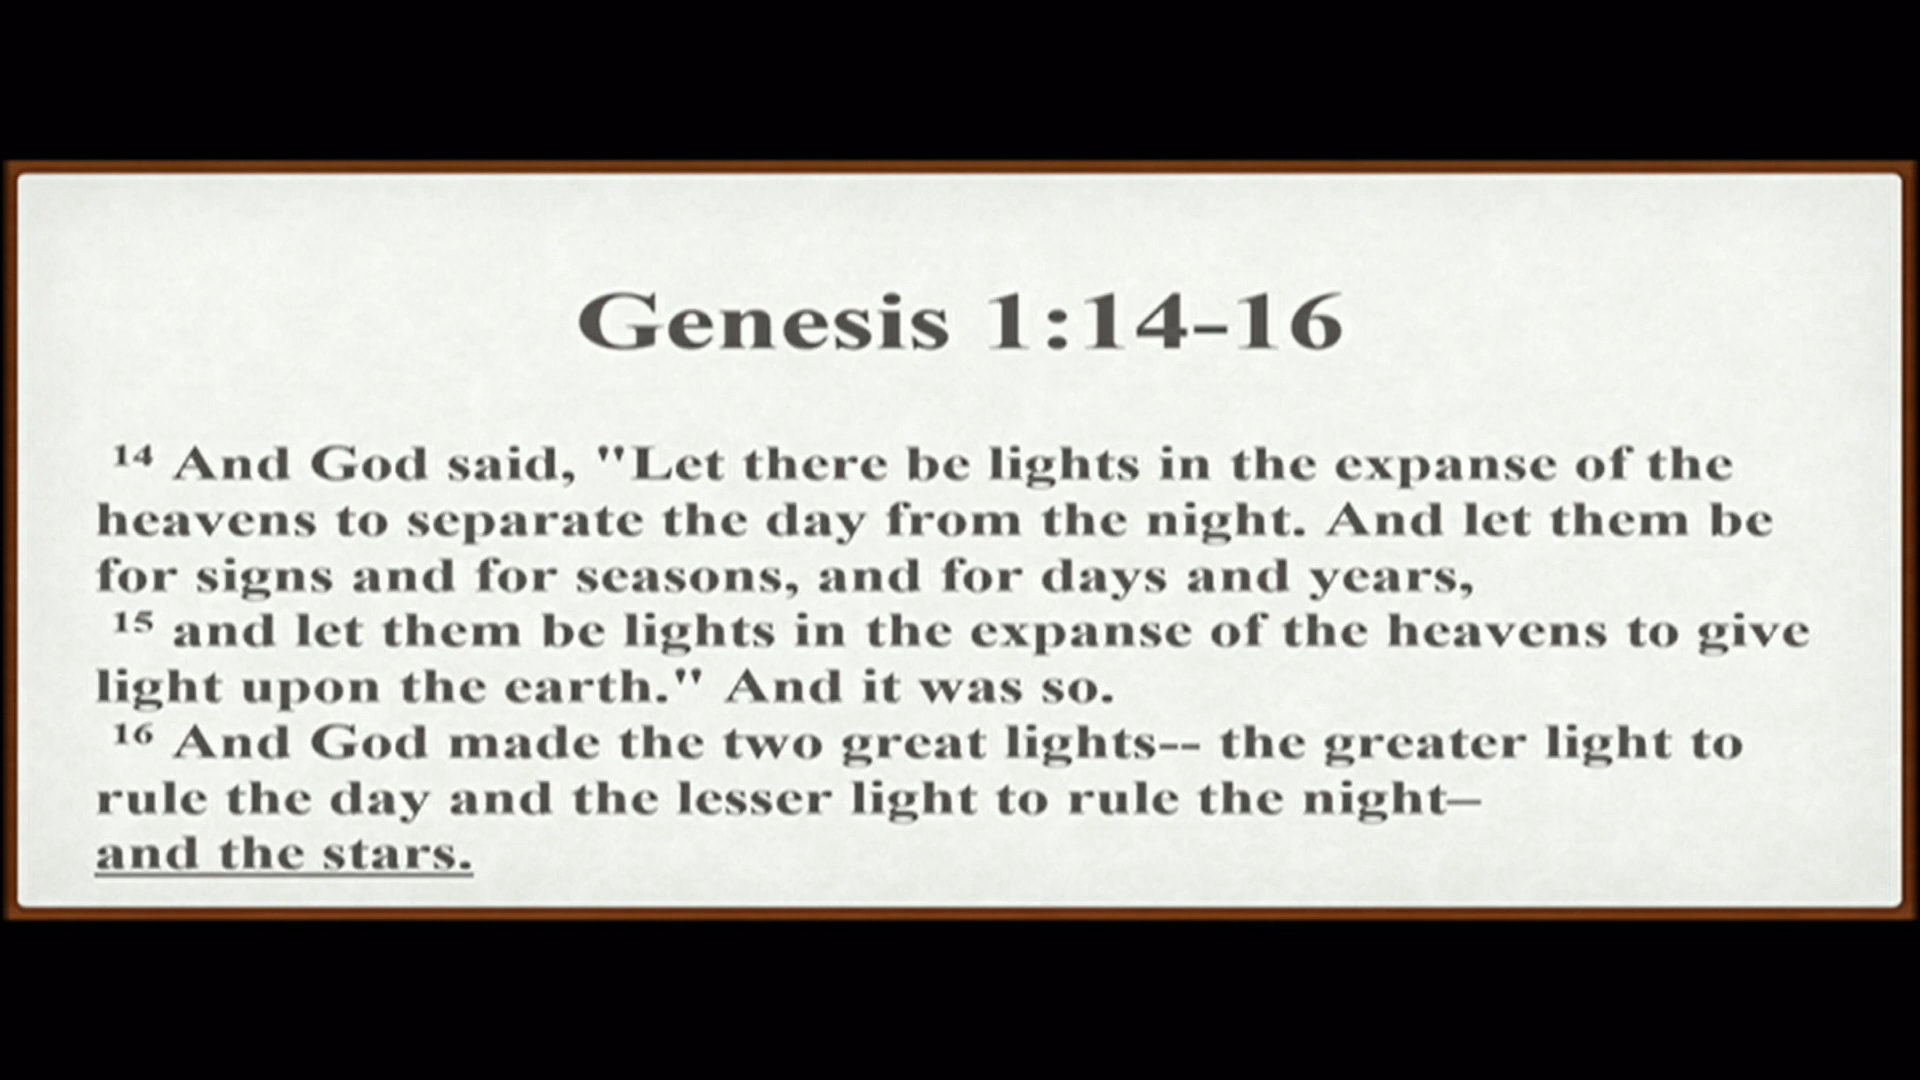 Genesis 1:14-16
14 And God said, "Let there be lights in the expanse of the
heavens to separate the day from the night. And let them be
for signs and for seasons, and for days and years,
15 and let them be lights in the expanse of the heavens to give
light upon the earth." And it was so.
16 And God made the two great lights-- the greater light to
rule the day and the lesser light to rule the night–
and the stars.